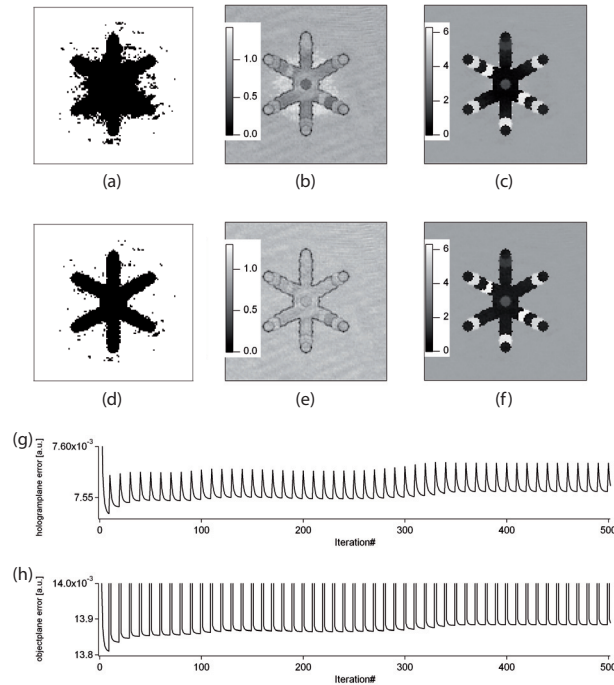 1.0
0.5
0.0
6
4
2
0
(a)
(b)
(c)
1.0
0.5
0.0
6
4
2
0
(d)
(e)
(f)
(g)
hologramplane error [a.u.]
7.60x10-3
7.55
0
100
200
300
400
500
Iteration#
(h)
objectplane error [a.u.]
14.0x10-3
13.9
13.8
0
100
200
300
400
500
Iteration#